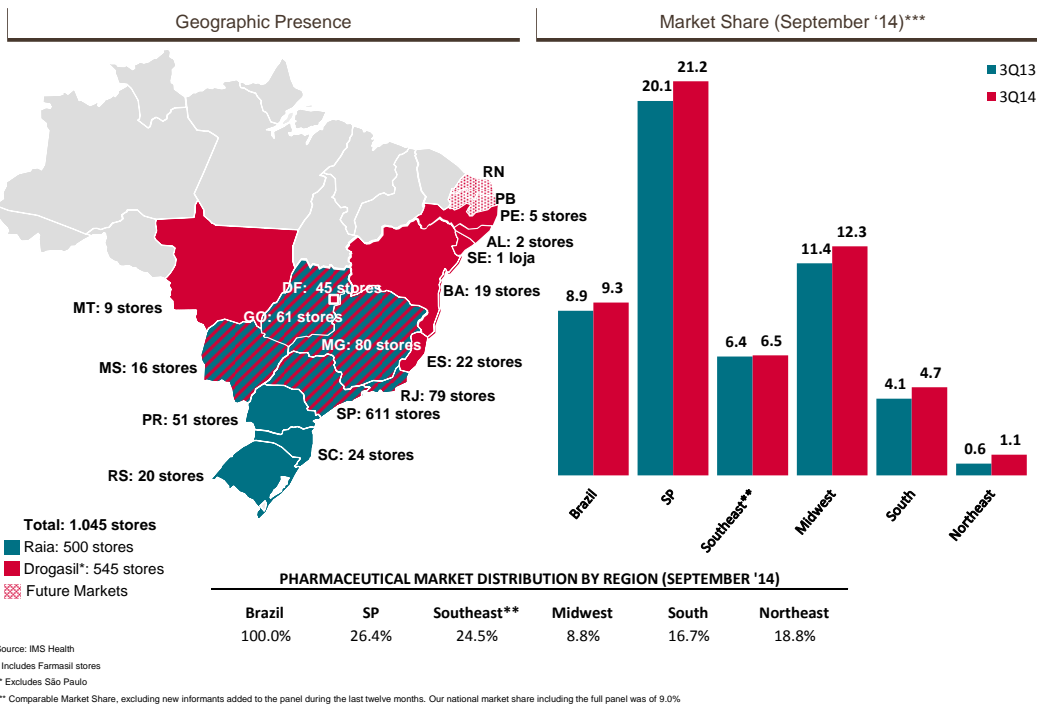 Geographic Presence
RN
PB
PE: 5 stores
AL: 2 stores
SE: 1 loja
BA: 19 stores
DF: 45 stores
MT: 9 stores
GO: 61 stores
MG: 80 stores
ES: 22 stores
MS: 16 stores
RJ: 79 stores
SP: 611 stores
PR: 51 stores
SC: 24 stores
RS: 20 stores
Total: 1.045 stores
Raia: 500 stores
Drogasil*: 545 stores
Future Markets
Market Share (September ‘14)***
3Q13
3Q14
8.9 9.3
20.1 21.2
6.4 6.5
11.4 12.3
4.1 4.7
0.6 1.1
Brazil
SP
Southeast**
Midwest
South
Northeast
PHARMACEUTICAL MARKET DISTRIBUTION BY REGION (SEPTEMBER '14)
Brazil SP Southeast** Midwest South Northeast
100.0% 26.4% 24.5% 8.8% 16.7% 18.8%
Source: IMS Health
Includes Farmasil stores
* Excludes São Paulo
** Comparable Market Share, excluding new informants added to the panel during the last twelve months. Our national market share including the full panel was of 9.0%